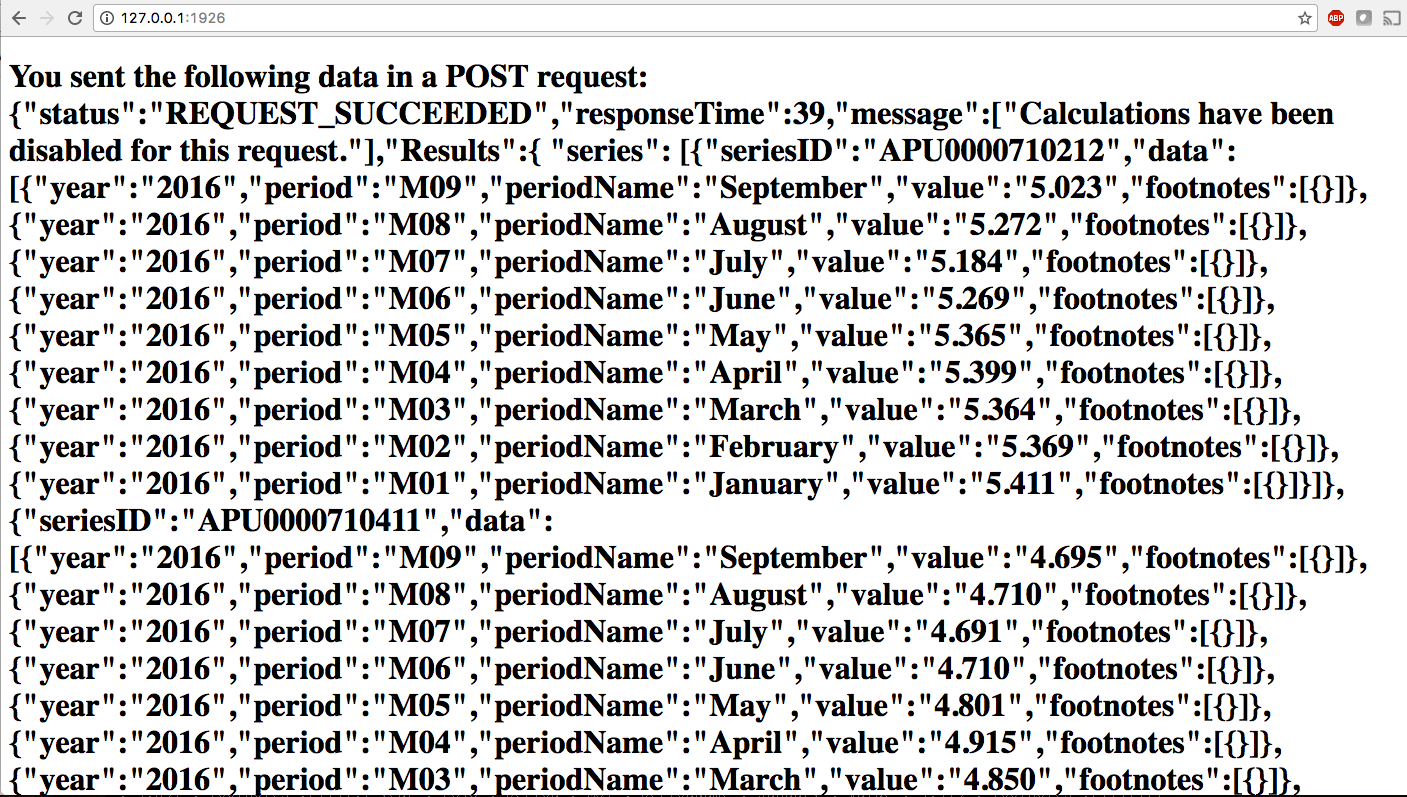 127.0.0.1:1926
ABP
You sent the following data in a POST request:
{"status":"REQUEST_SUCCEEDED","responseTime":39,"message":["Calculations have been
disabled for this request."],"Results":{ "series": [{"seriesID":"APU0000710212","data":
[{"year":"2016","period":"M09","periodName":"September","value":"5.023","footnotes":[{}]},
{"year":"2016","period":"M08","periodName":"August","value":"5.272","footnotes":[{}]},
{"year":"2016","period":"M07","periodName":"July","value":"5.184","footnotes":[{}]},
{"year":"2016","period":"M06","periodName":"June","value":"5.269","footnotes":[{}]},
{"year":"2016","period":"M05","periodName":"May","value":"5.365","footnotes":[{}]},
{"year":"2016","period":"M04","periodName":"April","value":"5.399","footnotes":[{}]},
{"year":"2016","period":"M03","periodName":"March","value":"5.364","footnotes":[{}]},
{"year":"2016","period":"M02","periodName":"February","value":"5.369","footnotes":[{}]},
{"year":"2016","period":"M01","periodName":"January","value":"5.411","footnotes":[{}]}]},
{"seriesID":"APU0000710411","data":
[{"year":"2016","period":"M09","periodName":"September","value":"4.695","footnotes":[{}]},
{"year":"2016","period":"M08","periodName":"August","value":"4.710","footnotes":[{}]},
{"year":"2016","period":"M07","periodName":"July","value":"4.691","footnotes":[{}]},
{"year":"2016","period":"M06","periodName":"June","value":"4.710","footnotes":[{}]},
{"year":"2016","period":"M05","periodName":"May","value":"4.801","footnotes":[{}]},
{"year":"2016","period":"M04","periodName":"April","value":"4.915","footnotes":[{}]},
{"year":"2016","period":"M03","periodName":"March","value":"4.850","footnotes":[{}]},